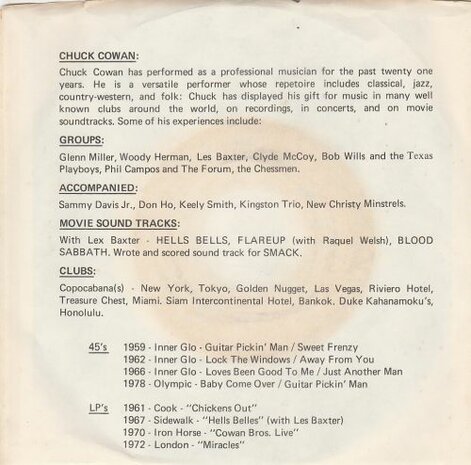 CHUCK COWAN:
Chuck Cowan has performed as a professional musician for the past twenty one
years. He is a versatile performer whose repetoire includes classical, jazz,
country-western, and folk: Chuck has displayed his gift for music in many well
known clubs around the world, on recordings, in concerts, and on movie
soundtracks. Some of his experiences include:
GROUPS:
Glenn Miller, Woody Herman, Les Baxter, Clyde McCoy, Bob Wills and the Texas
Playboys, Phil Campos and The Forum, the Chessmen.
ACCOMPANIED:
Sammy Davis Jr., Don Ho, Keely Smith, Kingston Trio, New Christy Minstrels.
MOVIE SOUND TRACKS:
With Lex Baxter - HELLS BELLS, FLAREUP (with Raquel Welsh), BLOOD
SABBATH. Wrote and scored sound track for SMACK.
CLUBS:
Copocabana(s) - New York, Tokyo, Golden Nugget, Las Vegas, Riviero Hotel,
Treasure Chest, Miami. Siam Intercontinental Hotel, Bankok. Duke Kahanamoku's,
Honolulu.
45's 1959 - Inner Glo - Guitar Pickin' Man / Sweet Frenzy
1962 - Inner Glo - Lock The Windows / Away From You
1966 - Inner Glo - Loves Been Good To Me / Just Another Man
1978 - Olympic - Baby Come Over / Guitar Pickin' Man
LP's 1961 - Cook - "Chickens Out"
1967 - Sidewalk - "Hells Belles" (with Les Baxter)
1970 - Iron Horse - "Cowan Bros. Live"
1972 - London - "Miracles"